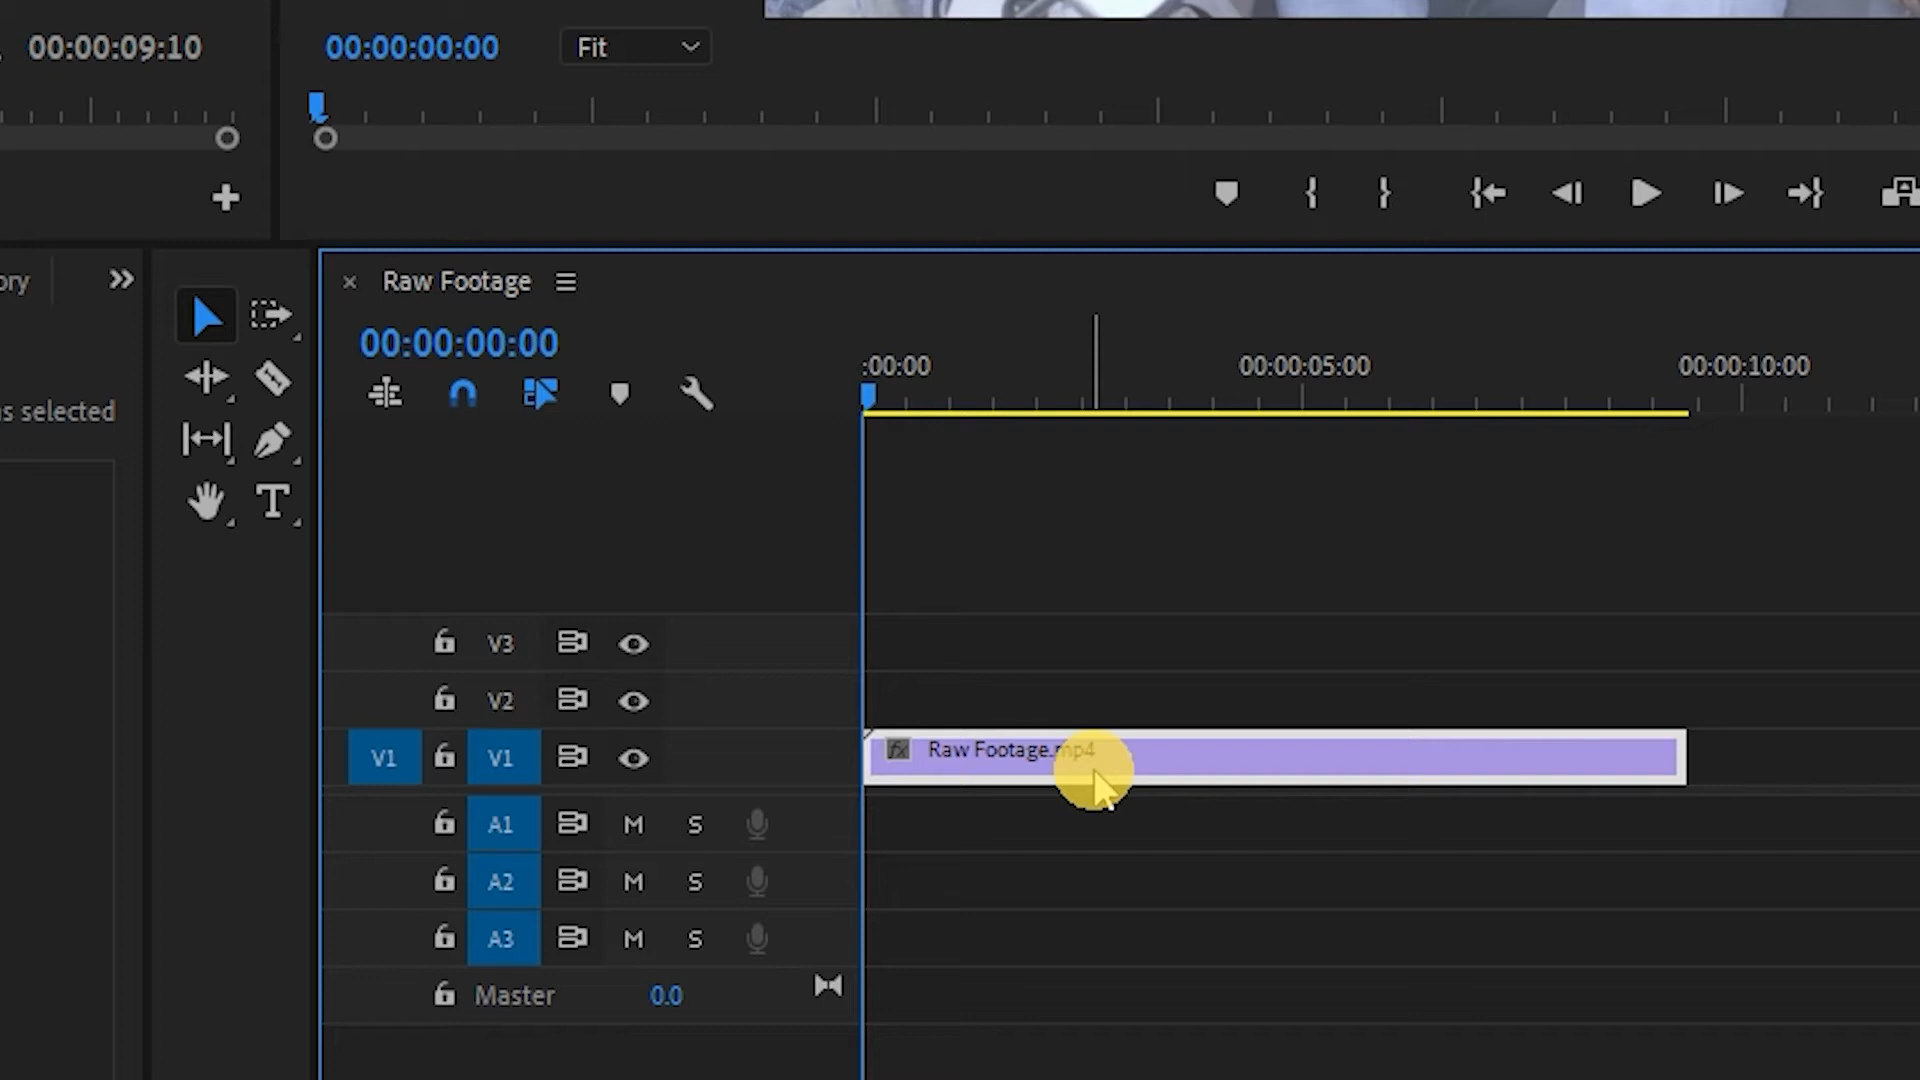 00:00:09:10
00:00:00:00
Fit
ory
Raw Footage
00:00:00:00
:00:00
00:00:05:00
00:00:10:00
s selected
T
V3
V2
V1
V1
fx
Raw Footage.mp4
A1
M
S
A2
M
S
A3
M
S
Master
0.0